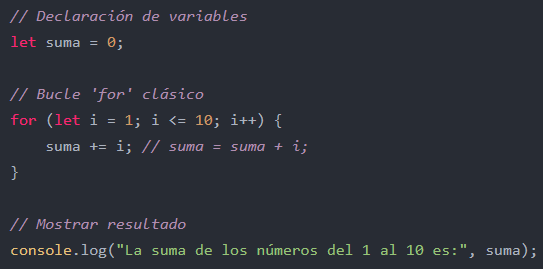 // Declaración de variables
let suma = 0;
// Bucle 'for' clásico
for (let i = 1; i <= 10; i++) {
    suma += i; // suma = suma + i;
}
// Mostrar resultado
console.log("La suma de los números del 1 al 10 es:", suma);